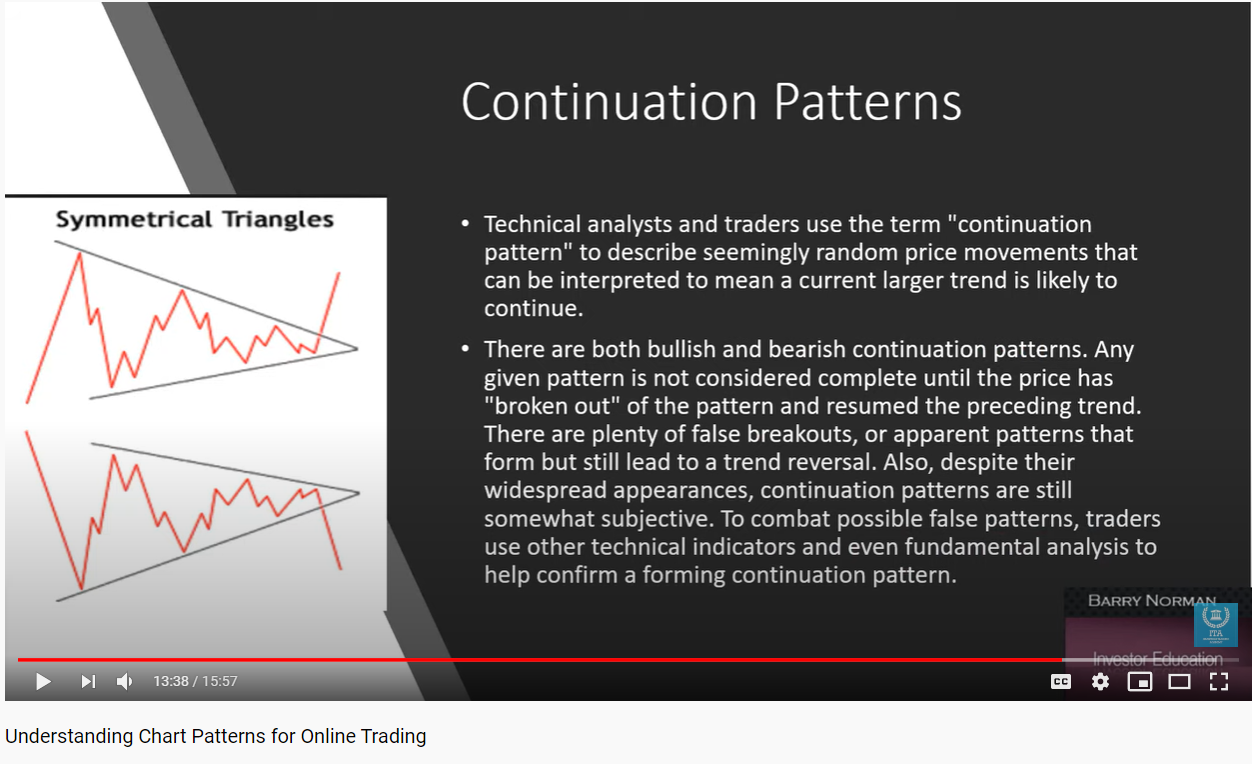 Continuation Patterns
Symmetrical Triangles
• Technical analysts and traders use the term "continuation
pattern" to describe seemingly random price movements that
can be interpreted to mean a current larger trend is likely to
continue.
• There are both bullish and bearish continuation patterns. Any
given pattern is not considered complete until the price has
"broken out" of the pattern and resumed the preceding trend.
There are plenty of false breakouts, or apparent patterns that
form but still lead to a trend reversal. Also, despite their
widespread appearances, continuation patterns are still
somewhat subjective. To combat possible false patterns, traders
use other technical indicators and even fundamental analysis to
help confirm a forming continuation pattern.
BARRY NORMAN
ITA
Investor Education
13:38 / 15:57
CC
Understanding Chart Patterns for Online Trading